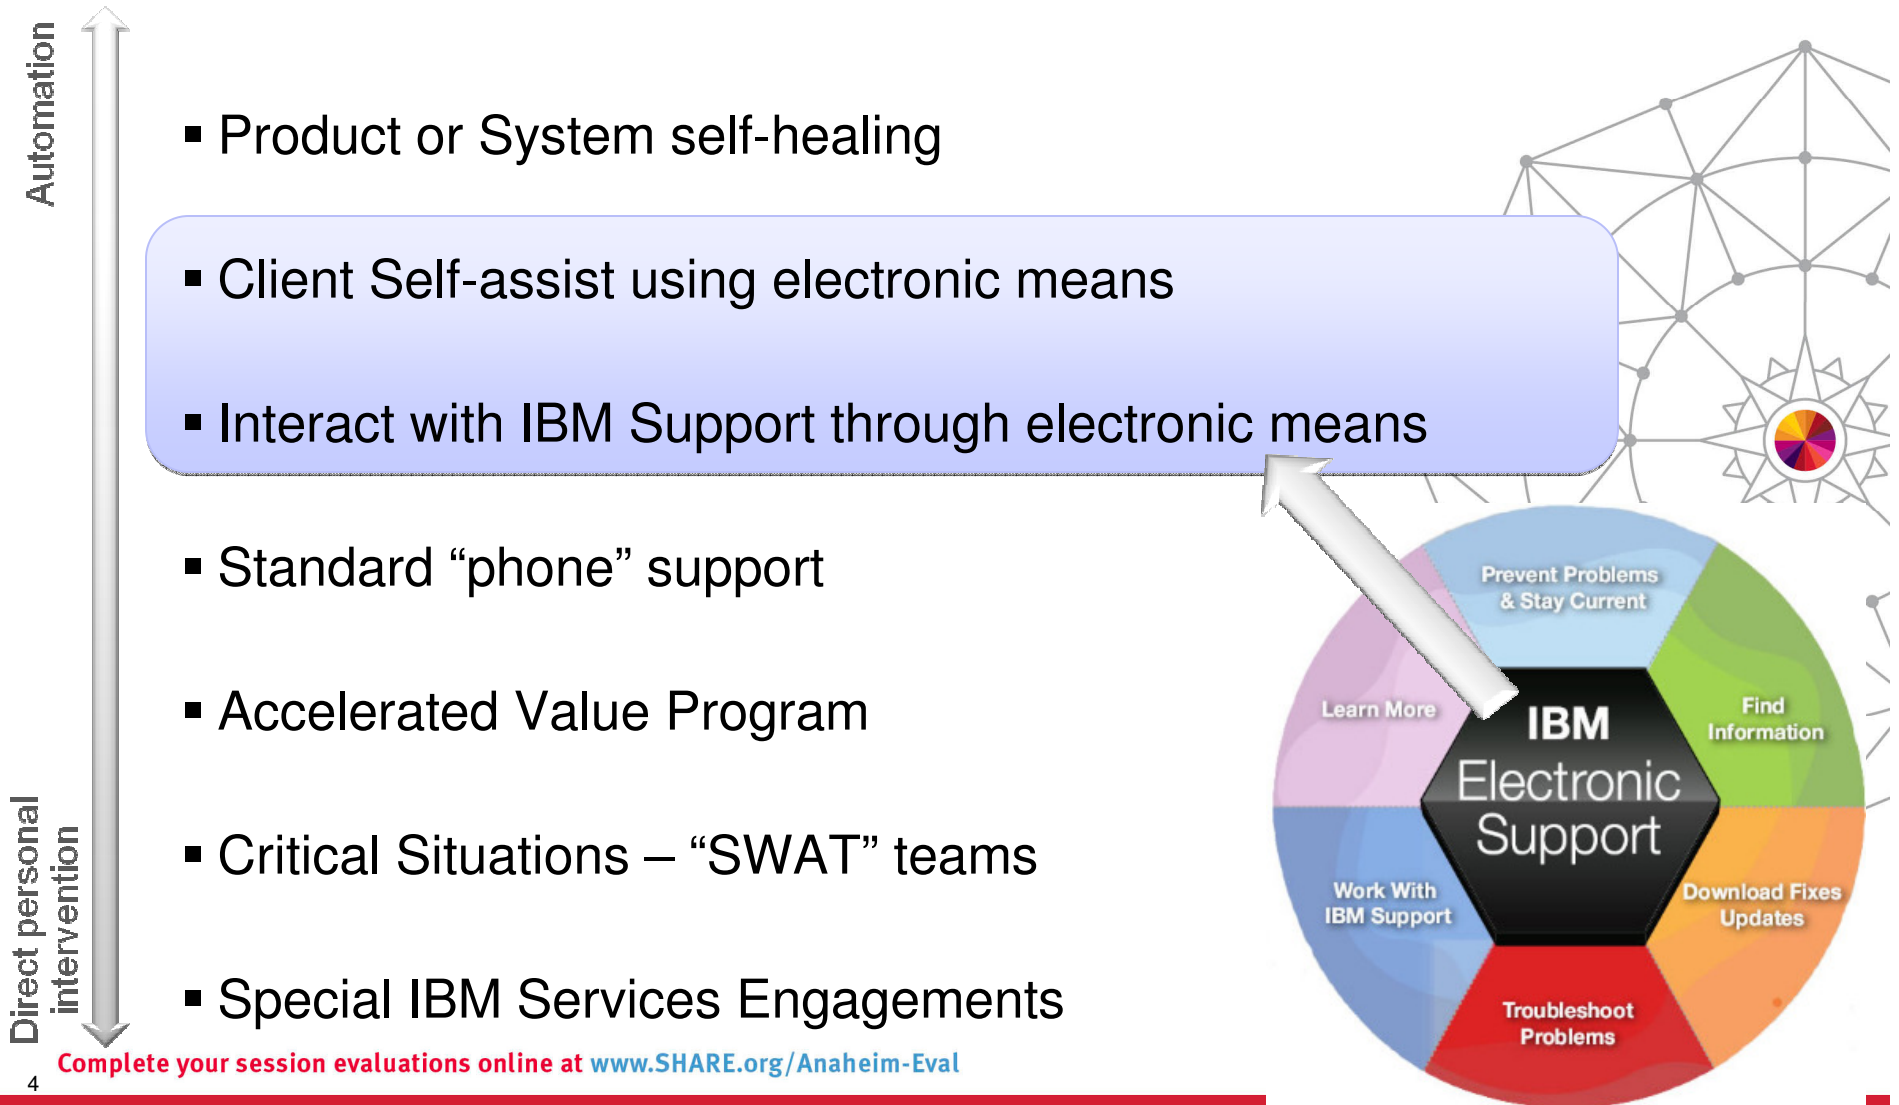 Automation
▪ Product or System self-healing
▪ Client Self-assist using electronic means
▪ Interact with IBM Support through electronic means
▪ Standard “phone” support
▪ Accelerated Value Program
▪ Critical Situations – “SWAT” teams
▪ Special IBM Services Engagements
Direct personal
intervention
Prevent Problems
& Stay Current
Find
Information
Download Fixes
Updates
Troubleshoot
Problems
Work With
IBM Support
Learn More
IBM
Electronic
Support
Complete your session evaluations online at www.SHARE.org/Anaheim-Eval
4